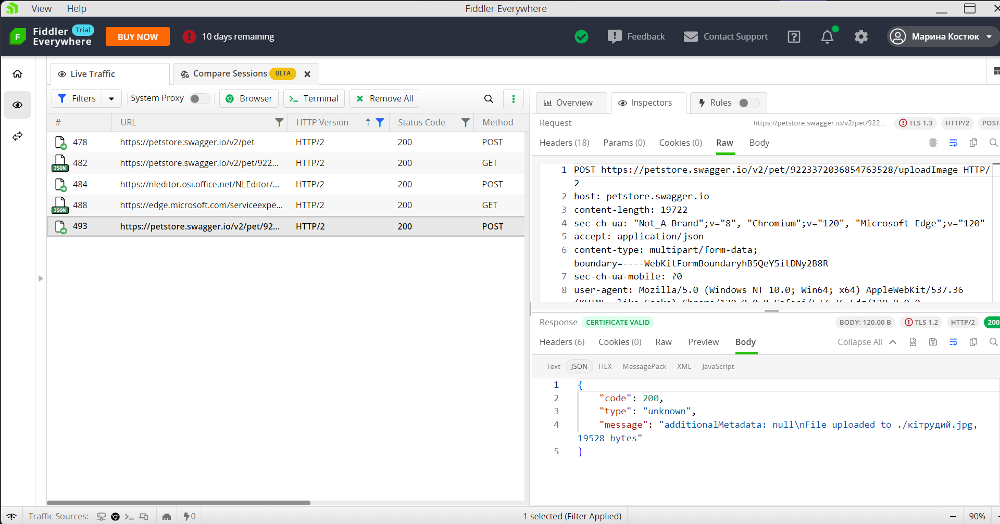 View Help Fiddler Everywhere
Fiddler Everywhere Trial BUY NOW 10 days remaining Feedback Contact Support Марина Костюк
Live Traffic Compare Sessions BETA
Filters System Proxy Browser Terminal Remove All
# URL HTTP Version Status Code Method
478 https://petstore.swagger.io/v2/pet HTTP/2 200 POST
JSON 482 https://petstore.swagger.io/v2/pet/922... HTTP/2 200 GET
484 https://nleditor.osi.office.net/NLEditor/... HTTP/2 200 POST
JSON 488 https://edge.microsoft.com/serviceexpe... HTTP/2 200 GET
493 https://petstore.swagger.io/v2/pet/92... HTTP/2 200 POST
Overview Inspectors Rules
Request https://petstore.swagger.io/v2/pet/922... TLS 1.3 HTTP/2 POST
Headers (18) Params (0) Cookies (0) Raw Body
1 POST https://petstore.swagger.io/v2/pet/9223372036854763528/uploadImage HTTP/
2
2 host: petstore.swagger.io
3 content-length: 19722
4 sec-ch-ua: "Not_A Brand";v="8", "Chromium";v="120", "Microsoft Edge";v="120"
5 accept: application/json
6 content-type: multipart/form-data;
boundary=----WebKitFormBoundaryhB5QeY5itDNy2B8R
7 sec-ch-ua-mobile: ?0
8 user-agent: Mozilla/5.0 (Windows NT 10.0; Win64; x64) AppleWebKit/537.36
Response CERTIFICATE VALID BODY: 120.00 B TLS 1.2 HTTP/2 200
Headers (6) Cookies (0) Raw Preview Body Collapse All
Text JSON HEX MessagePack XML JavaScript
1 {
2 "code": 200,
3 "type": "unknown",
4 "message": "additionalMetadata: null\nFile uploaded to ./кітрудий.jpg,
19528 bytes"
5 }
Traffic Sources: 0 1 selected (Filter Applied) 90%